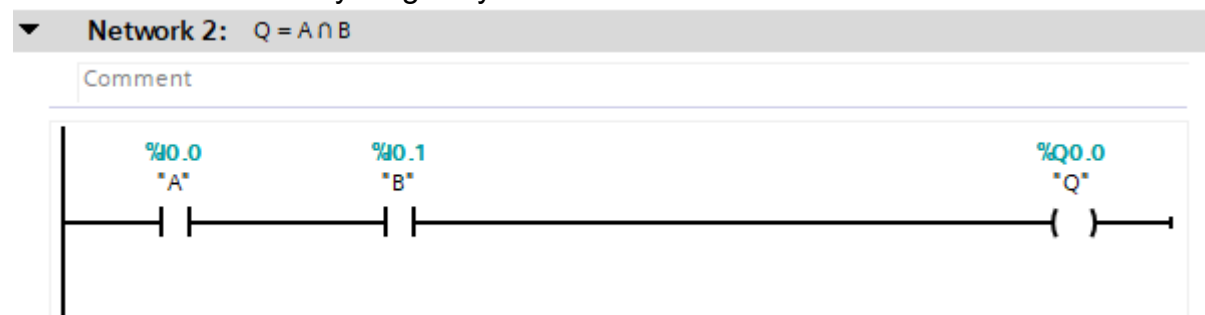 Network 2: Q = A ∩ B
Comment
%I0.0 %I0.1 %Q0.0
"A" "B" "Q"